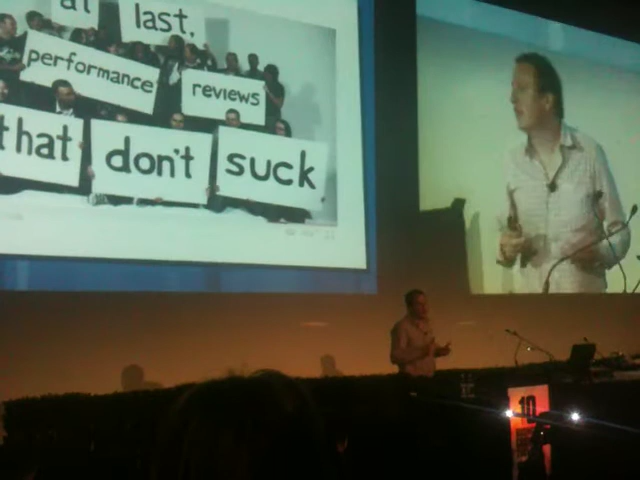 at
last.
performance
reviews
that
don't
suck
10